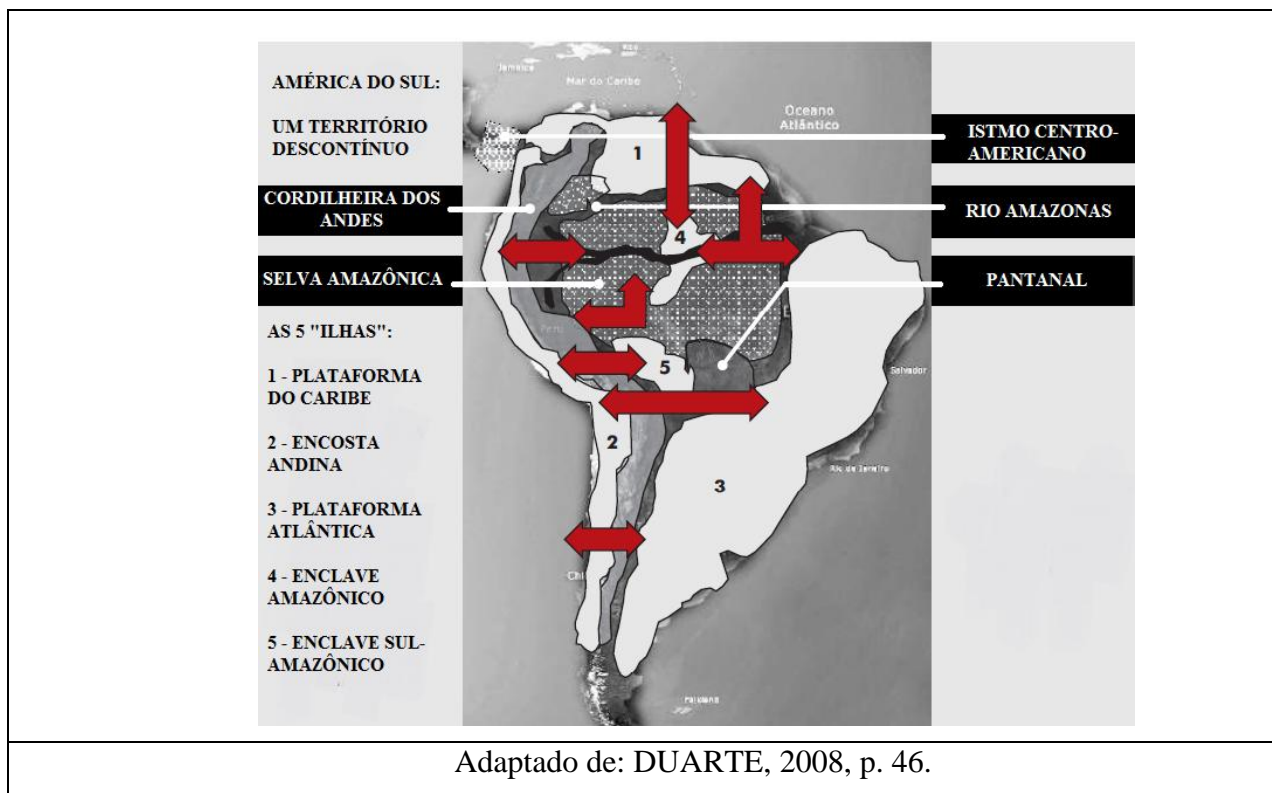 AMÉRICA DO SUL:
UM TERRITÓRIO
DESCONTÍNUO
CORDILHEIRA DOS
ANDES
SELVA AMAZÔNICA
AS 5 "ILHAS":
1 - PLATAFORMA
DO CARIBE
2 - ENCOSTA
ANDINA
3 - PLATAFORMA
ATLÂNTICA
4 - ENCLAVE
AMAZÔNICO
5 - ENCLAVE SUL-
AMAZÔNICO
Jamaica
Mar do Caribe
Oceano
Atlântico
1
4
Peru
5
Salvador
2
Rio de Janeiro
3
ISTMO CENTRO-
AMERICANO
RIO AMAZONAS
PANTANAL
Adaptado de: DUARTE, 2008, p. 46.